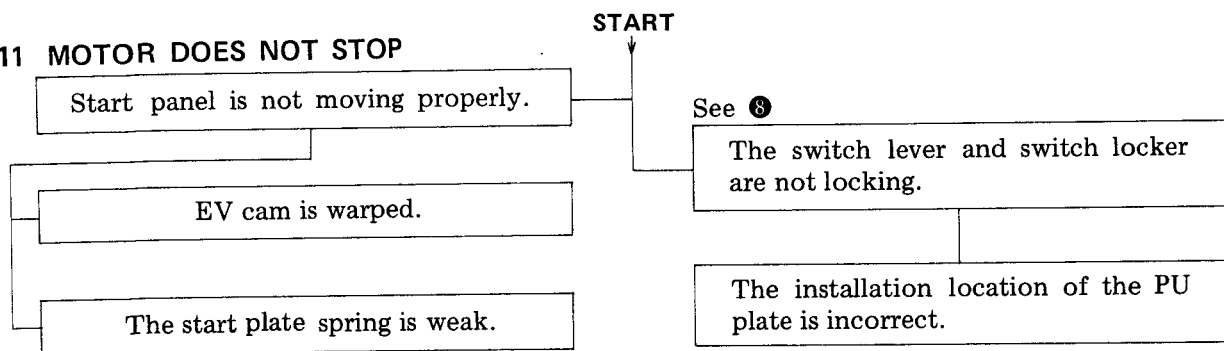 START
11 MOTOR DOES NOT STOP
Start panel is not moving properly.
EV cam is warped.
The start plate spring is weak.
See ❽
The switch lever and switch locker
are not locking.
The installation location of the PU
plate is incorrect.